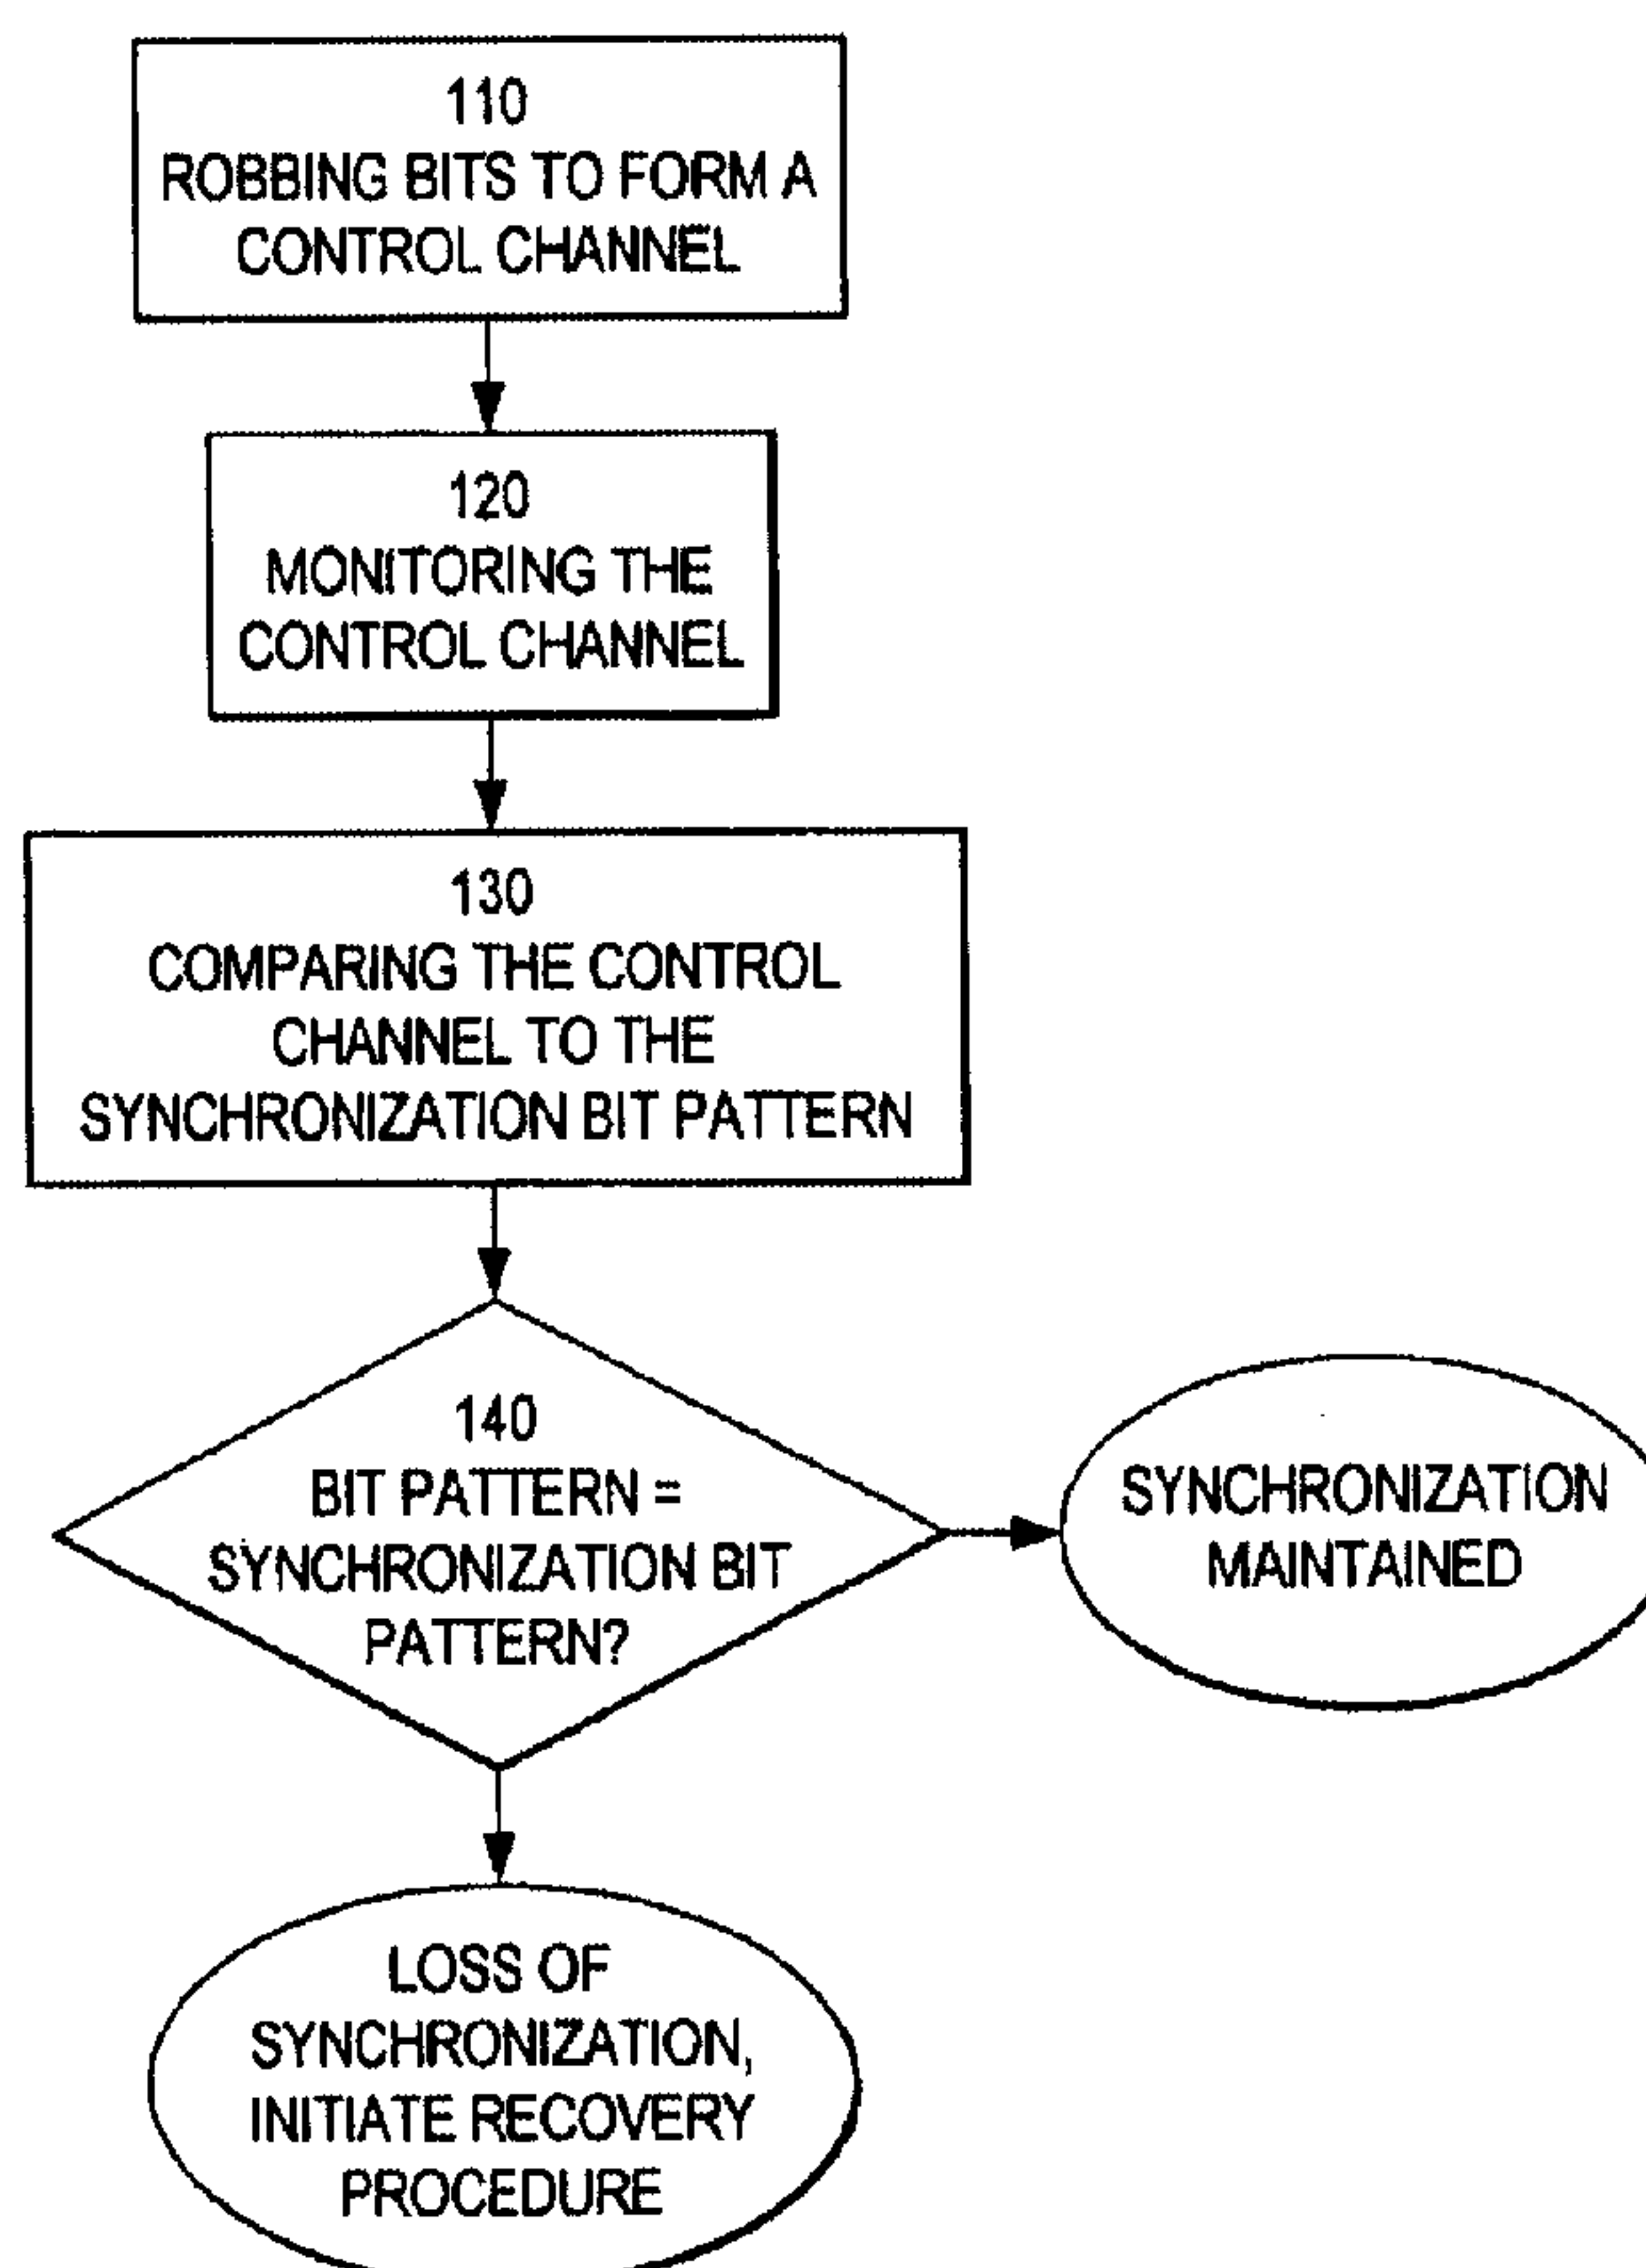 110
ROBBING BITS TO FORM A
CONTROL CHANNEL
120
MONITORING THE
CONTROL CHANNEL
130
COMPARING THE CONTROL
CHANNEL TO THE
SYNCHRONIZATION BIT PATTERN
140
BIT PATTERN =
SYNCHRONIZATION BIT
PATTERN?
SYNCHRONIZATION
MAINTAINED
LOSS OF
SYNCHRONIZATION,
INITIATE RECOVERY
PROCEDURE